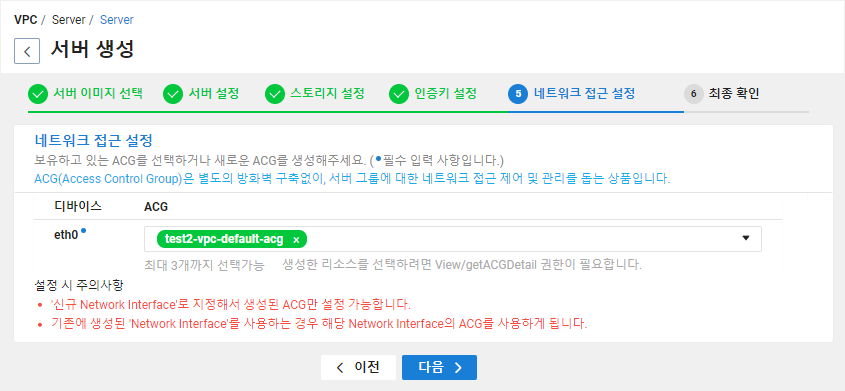 VPC / Server / Server
서버 생성
서버 이미지 선택 서버 설정 스토리지 설정 인증키 설정 5 네트워크 접근 설정 6 최종 확인
네트워크 접근 설정
보유하고 있는 ACG를 선택하거나 새로운 ACG를 생성해주세요. (•필수 입력 사항입니다.)
ACG(Access Control Group)은 별도의 방화벽 구축없이, 서버 그룹에 대한 네트워크 접근 제어 및 관리를 돕는 상품입니다.
디바이스 ACG
eth0 • test2-vpc-default-acg x
최대 3개까지 선택가능 생성한 리소스를 선택하려면 View/getACGDetail 권한이 필요합니다.
설정 시 주의사항
• '신규 Network Interface'로 지정해서 생성된 ACG만 설정 가능합니다.
• 기존에 생성된 'Network Interface'를 사용하는 경우 해당 Network Interface의 ACG를 사용하게 됩니다.
< 이전 다음 >